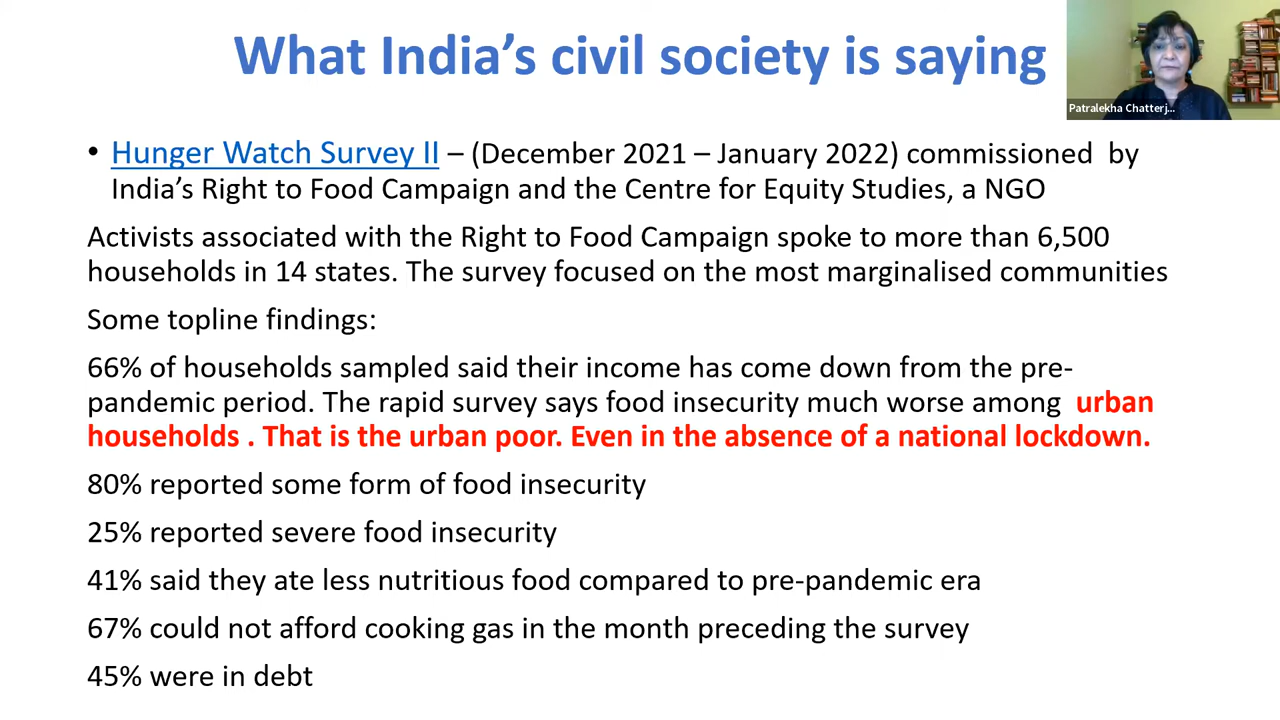 What India's civil society is saying
Patralekha Chatterj...
• Hunger Watch Survey II – (December 2021 – January 2022) commissioned by
India's Right to Food Campaign and the Centre for Equity Studies, a NGO
Activists associated with the Right to Food Campaign spoke to more than 6,500
households in 14 states. The survey focused on the most marginalised communities
Some topline findings:
66% of households sampled said their income has come down from the pre-
pandemic period. The rapid survey says food insecurity much worse among urban
households . That is the urban poor. Even in the absence of a national lockdown.
80% reported some form of food insecurity
25% reported severe food insecurity
41% said they ate less nutritious food compared to pre-pandemic era
67% could not afford cooking gas in the month preceding the survey
45% were in debt